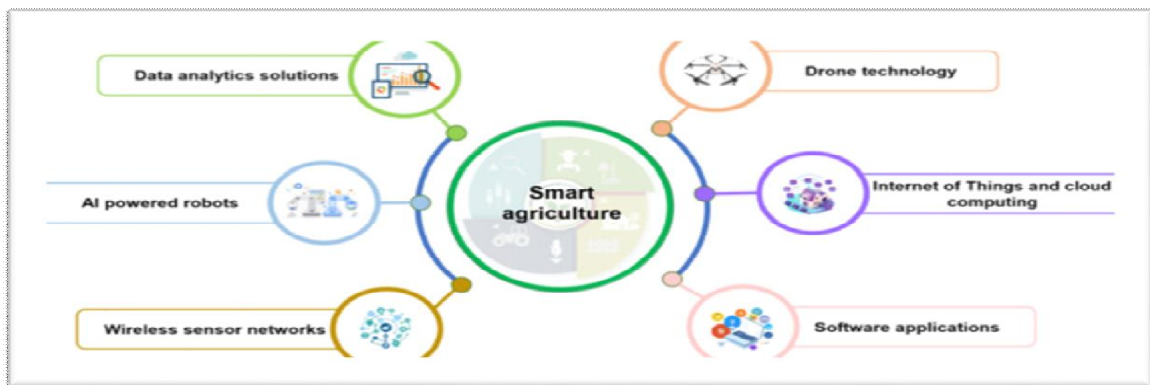 Data analytics solutions
Drone technology
AI powered robots
Smart
agriculture
Internet of Things and cloud
computing
Wireless sensor networks
Software applications